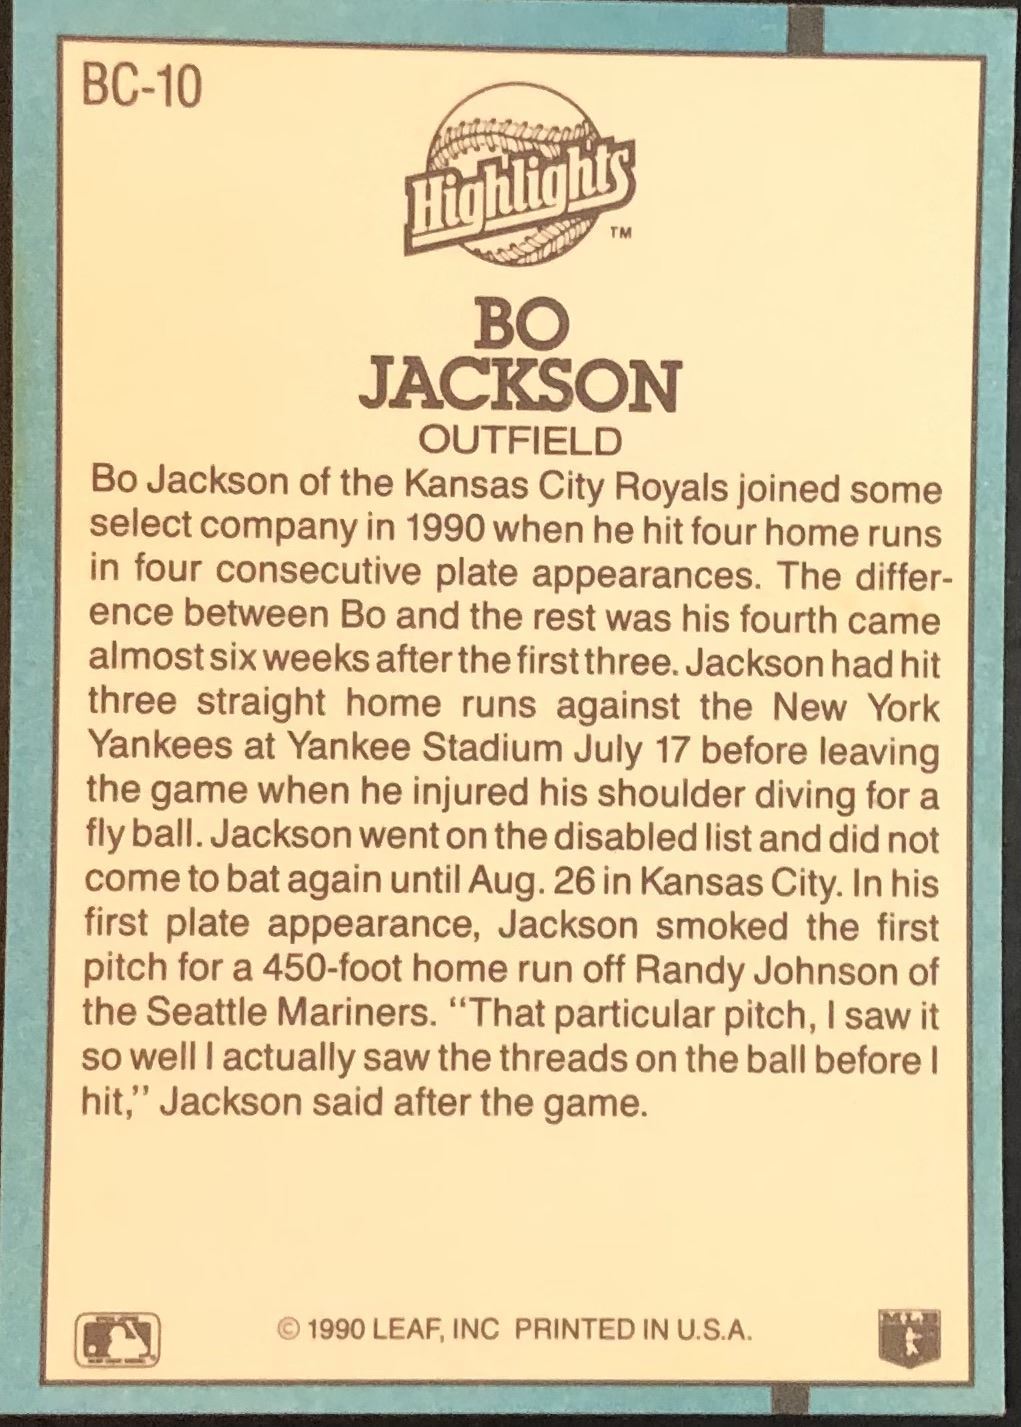 BC-10
Highlights
TM
BO
JACKSON
OUTFIELD
Bo Jackson of the Kansas City Royals joined some
select company in 1990 when he hit four home runs
in four consecutive plate appearances. The differ-
ence between Bo and the rest was his fourth came
almost six weeks after the first three. Jackson had hit
three straight home runs against the New York
Yankees at Yankee Stadium July 17 before leaving
the game when he injured his shoulder diving for a
fly ball. Jackson went on the disabled list and did not
come to bat again until Aug. 26 in Kansas City. In his
first plate appearance, Jackson smoked the first
pitch for a 450-foot home run off Randy Johnson of
the Seattle Mariners. “That particular pitch, I saw it
so well I actually saw the threads on the ball before I
hit,” Jackson said after the game.
© 1990 LEAF, INC PRINTED IN U.S.A.
MLB